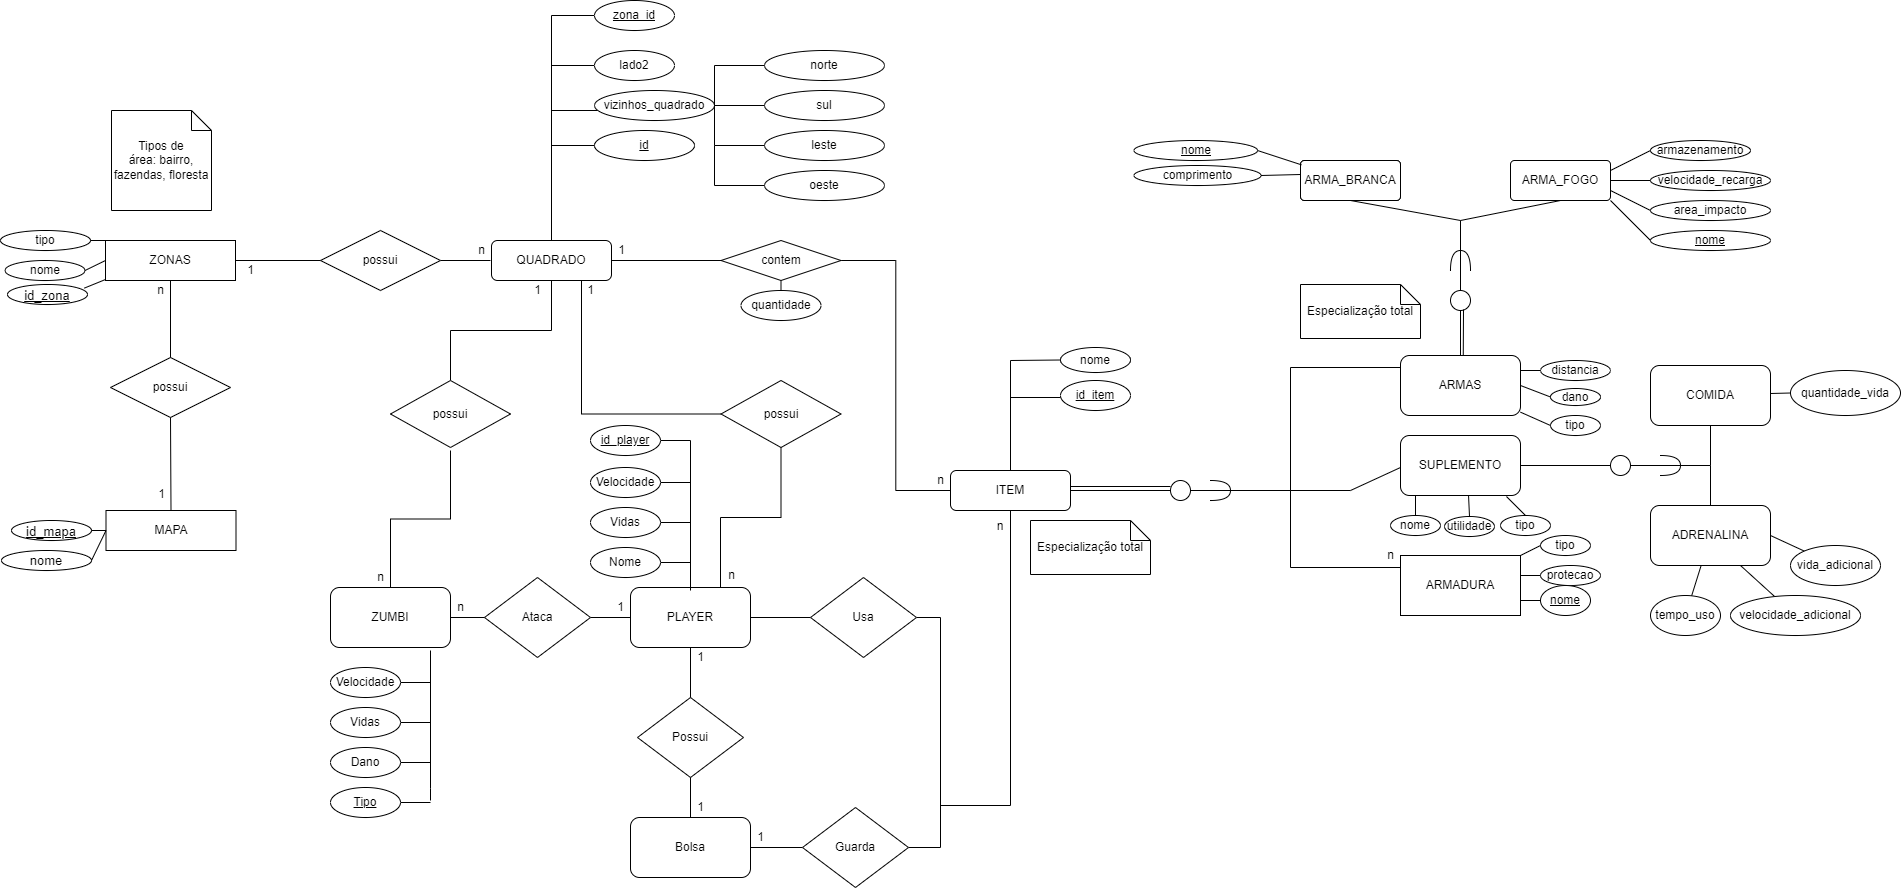 zona_id
lado2
vizinhos_quadrado
id
norte
sul
leste
oeste
Tipos de
área: bairro,
fazendas, floresta
tipo
nome
id_zona
ZONAS
1
possui
n
QUADRADO
1
contem
quantidade
n
possui
1
id_mapa
nome
MAPA
1
possui
n
1
possui
n
id_player
Velocidade
Vidas
Nome
ZUMBI
n
Ataca
1
PLAYER
Usa
Velocidade
Vidas
Dano
Tipo
1
Possui
1
Bolsa
1
Guarda
nome
id_item
n
ITEM
n
Especialização total
nome
comprimento
ARMA_BRANCA
ARMA_FOGO
armazenamento
velocidade_recarga
area_impacto
nome
Especialização total
ARMAS
distancia
dano
tipo
SUPLEMENTO
nome
utilidade
tipo
n
ARMADURA
tipo
protecao
nome
COMIDA
quantidade_vida
ADRENALINA
vida_adicional
tempo_uso
velocidade_adicional